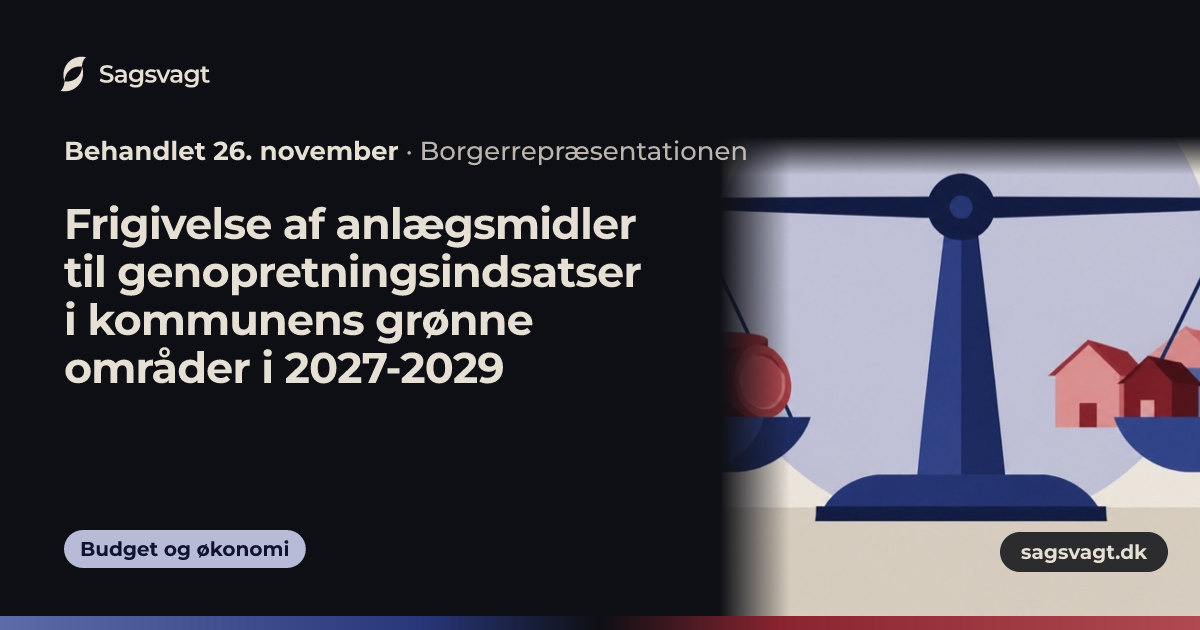 Sagsvagt
Behandlet 26. november · Borgerrepræsentationen
Frigivelse af anlægsmidler
til genopretningsindsatser
i kommunens grønne
områder i 2027-2029
Budget og økonomi
sagsvagt.dk